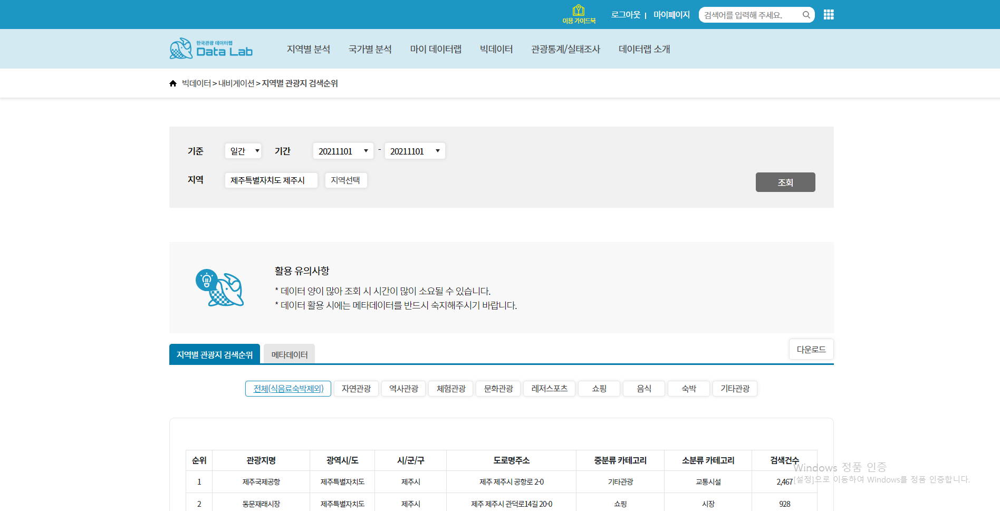 이용 가이드북
로그아웃 | 마이페이지
검색어를 입력해 주세요.
한국관광 데이터랩
Data Lab
지역별 분석 국가별 분석 마이 데이터랩 빅데이터 관광통계/실태조사 데이터랩 소개
빅데이터 > 내비게이션 > 지역별 관광지 검색순위
기준 일간 기간 20211101 - 20211101
지역 제주특별자치도 제주시 지역선택
조회
활용 유의사항
* 데이터 양이 많아 조회 시 시간이 많이 소요될 수 있습니다.
* 데이터 활용 시에는 메타데이터를 반드시 숙지해주시기 바랍니다.
다운로드
지역별 관광지 검색순위 메타데이터
전체(식음료숙박제외) 자연관광 역사관광 체험관광 문화관광 레저스포츠 쇼핑 음식 숙박 기타관광
순위 관광지명 광역시/도 시/군/구 도로명주소 중분류 카테고리 소분류 카테고리 검색건수
1 제주국제공항 제주특별자치도 제주시 제주 제주시 공항로 2-0 기타관광 교통시설 2,467
2 동문재래시장 제주특별자치도 제주시 제주 제주시 관덕로14길 20-0 쇼핑 시장 928
Windows 정품 인증
[설정]으로 이동하여 Windows를 정품 인증합니다.